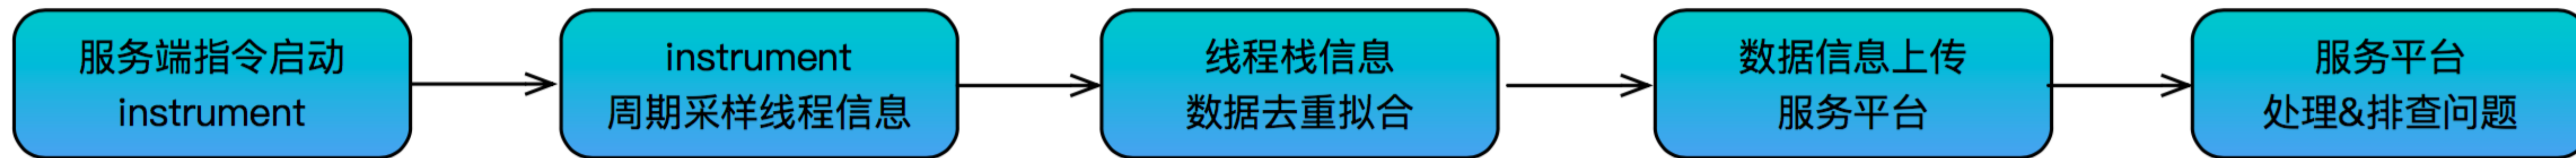 服务端指令启动
instrument
instrument
周期采样线程信息
线程栈信息
数据去重拟合
数据信息上传
服务平台
服务平台
处理&排查问题